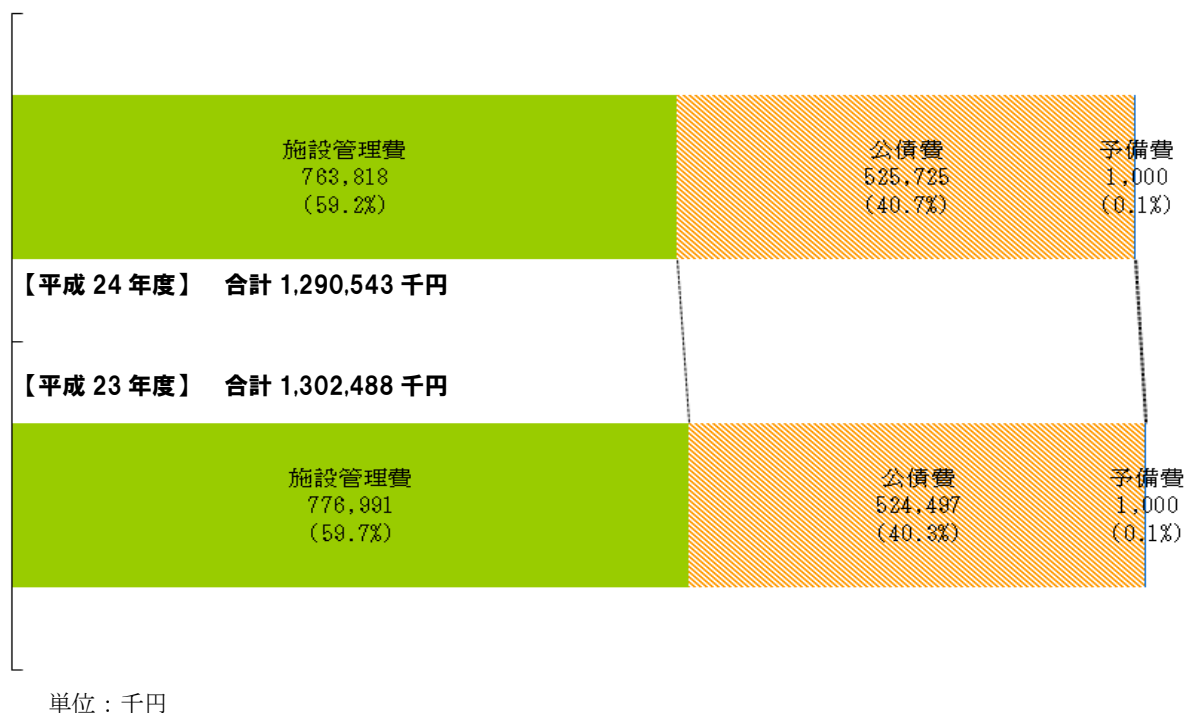 施設管理費
763,818
(59.2%)
公債費
525,725
(40.7%)
予備費
1,000
(0.1%)
【平成 24 年度】 合計 1,290,543 千円
【平成 23 年度】 合計 1,302,488 千円
施設管理費
776,991
(59.7%)
公債費
524,497
(40.3%)
予備費
1,000
(0.1%)
単位：千円